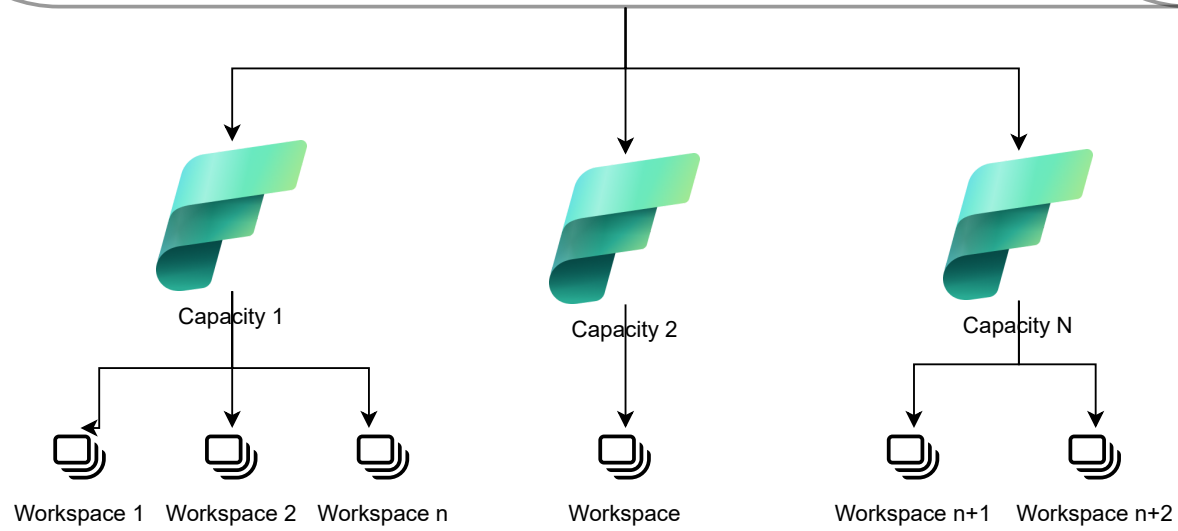 Capacity 1
Capacity 2
Capacity N
Workspace 1
Workspace 2
Workspace n
Workspace
Workspace n+1
Workspace n+2